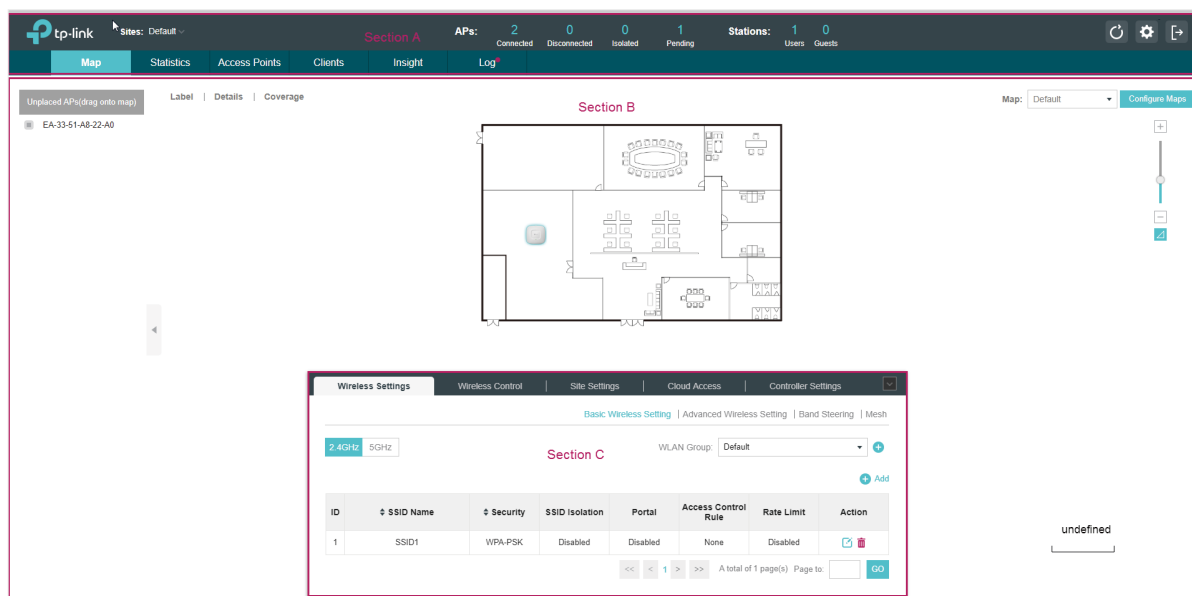 tp-link Sites: Default Section A APs: 2 0 0 1 Stations: 1 0
Connected Disconnected Isolated Pending Users Guests
Map Statistics Access Points Clients Insight Log
Unplaced APs(drag onto map) Label | Details | Coverage Section B Map: Default Configure Maps
EA-33-51-A8-22-A0
Wireless Settings Wireless Control | Site Settings | Cloud Access | Controller Settings
Basic Wireless Setting | Advanced Wireless Setting | Band Steering | Mesh
2.4GHz 5GHz Section C WLAN Group: Default
Add
ID SSID Name Security SSID Isolation Portal Access Control Rule Rate Limit Action
1 SSID1 WPA-PSK Disabled Disabled None Disabled
<< < 1 > >> A total of 1 page(s) Page to: GO
undefined